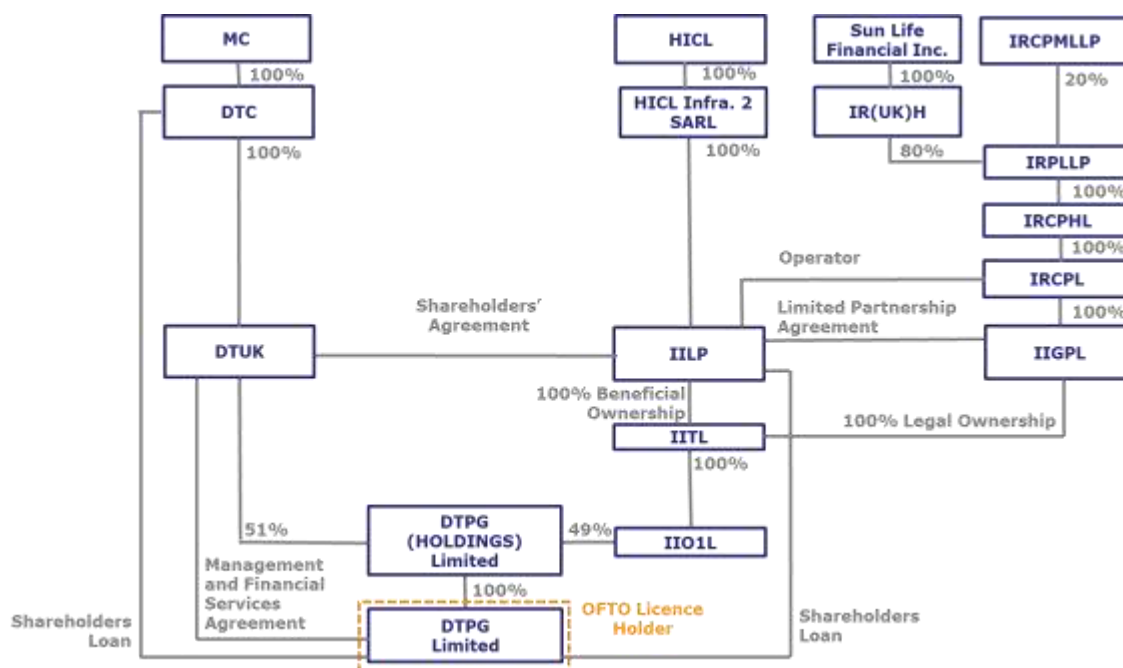 MC
HICL
Sun Life
Financial Inc.
IRCPMLLP
100%
100%
100%
20%
DTC
HICL Infra. 2
SARL
IR(UK)H
100%
100%
80%
IRPLLP
100%
IRCPHL
100%
Operator
IRCPL
Shareholders'
Agreement
Limited Partnership
Agreement
100%
DTUK
IILP
IIGPL
100% Beneficial
Ownership
IITL
100% Legal Ownership
100%
51%
DTPG
(HOLDINGS)
Limited
49%
IIO1L
Management
and Financial
Services
Agreement
100%
OFTO Licence
Holder
DTPG
Limited
Shareholders
Loan
Shareholders
Loan